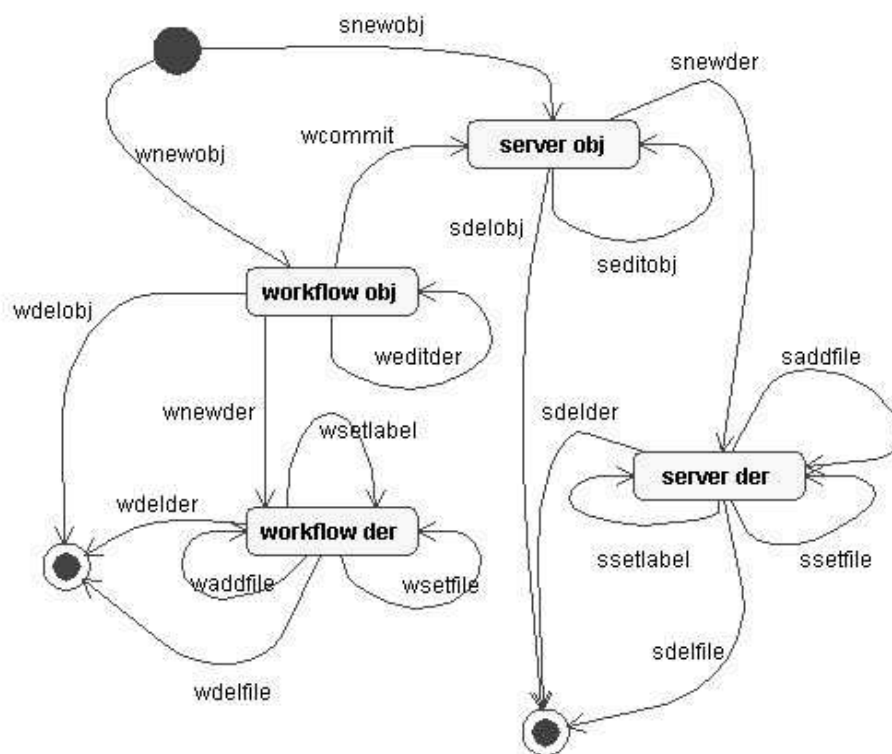 snewobj
snewder
wnewobj
wcommit
server obj
sdelobj
seditobj
wdelobj
workflow obj
weditder
saddfile
wnewder
wsetlabel
sdelder
server der
wdelder
workflow der
waddfile
wsetfile
ssetlabel
ssetfile
sdelfile
wdelfile